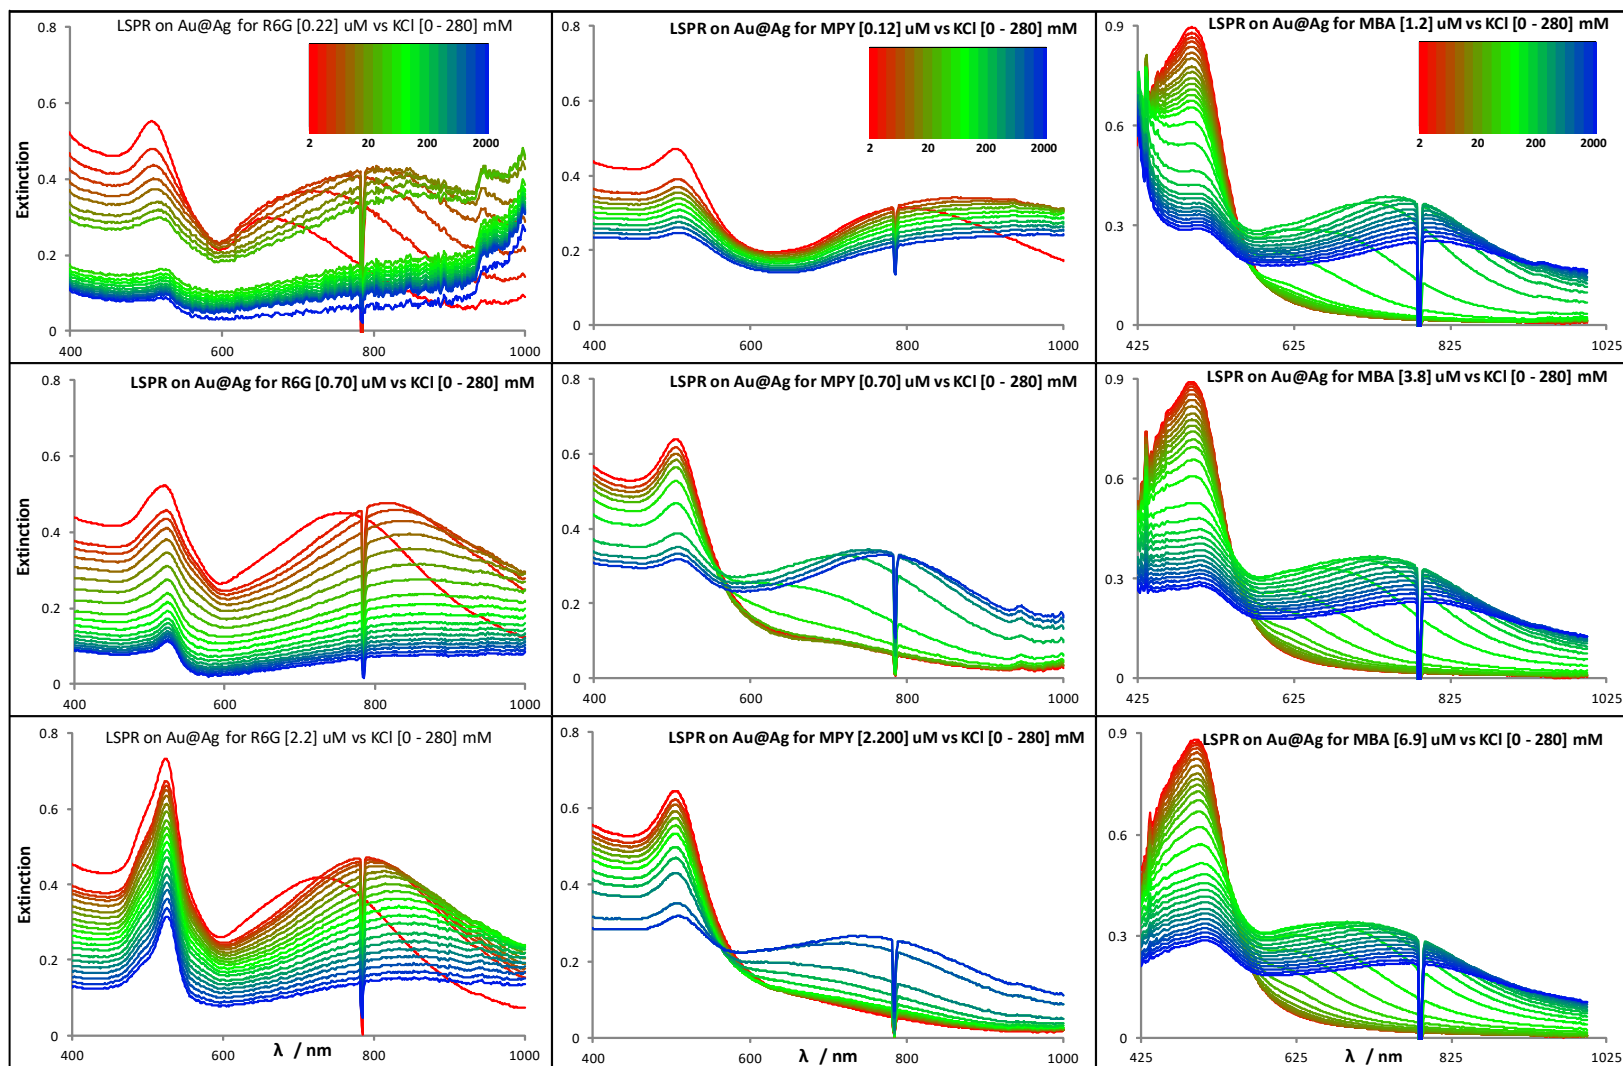 LSPR on Au@Ag for R6G [0.22] uM vs KCl [0 - 280] mM
0.8
0.6
0.4
0.2
0
Extinction
2 20 200 2000
400 600 800 1000
LSPR on Au@Ag for MPY [0.12] uM vs KCl [0 - 280] mM
0.8
0.6
0.4
0.2
0
2 20 200 2000
400 600 800 1000
LSPR on Au@Ag for MBA [1.2] uM vs KCl [0 - 280] mM
0.9
0.6
0.3
0
2 20 200 2000
425 625 825 1025
LSPR on Au@Ag for R6G [0.70] uM vs KCl [0 - 280] mM
0.8
0.6
0.4
0.2
0
Extinction
400 600 800 1000
LSPR on Au@Ag for MPY [0.70] uM vs KCl [0 - 280] mM
0.8
0.6
0.4
0.2
0
400 600 800 1000
LSPR on Au@Ag for MBA [3.8] uM vs KCl [0 - 280] mM
0.9
0.6
0.3
0
425 625 825 1025
LSPR on Au@Ag for R6G [2.2] uM vs KCl [0 - 280] mM
0.8
0.6
0.4
0.2
0
Extinction
400 600 800 1000
λ / nm
LSPR on Au@Ag for MPY [2.200] uM vs KCl [0 - 280] mM
0.8
0.6
0.4
0.2
0
400 600 800 1000
λ / nm
LSPR on Au@Ag for MBA [6.9] uM vs KCl [0 - 280] mM
0.9
0.6
0.3
0
425 625 825 1025
λ / nm